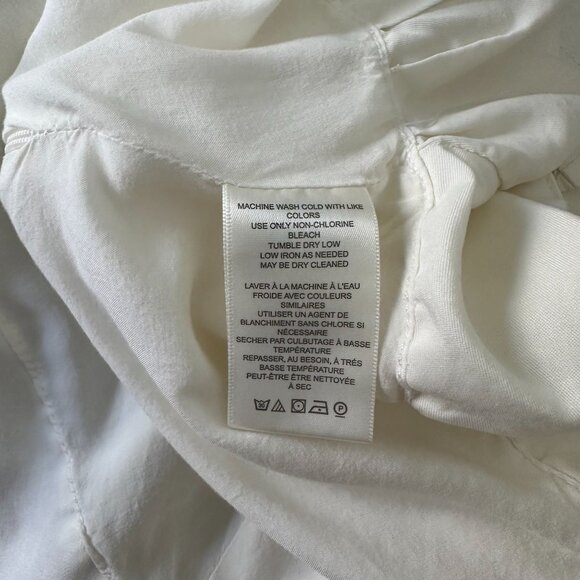 MACHINE WASH COLD WITH LIKE
COLORS
USE ONLY NON-CHLORINE
BLEACH
TUMBLE DRY LOW
LOW IRON AS NEEDED
MAY BE DRY CLEANED
LAVER À LA MACHINE À L'EAU
FROIDE AVEC COULEURS
SIMILAIRES
UTILISER UN AGENT DE
BLANCHIMENT SANS CHLORE SI
NÉCESSAIRE
SECHER PAR CULBUTAGE À BASSE
TEMPÉRATURE
REPASSER, AU BESOIN, À TRÉS
BASSE TEMPÉRATURE
PEUT-ÊTRE ÊTRE NETTOYÉE
À SEC
P